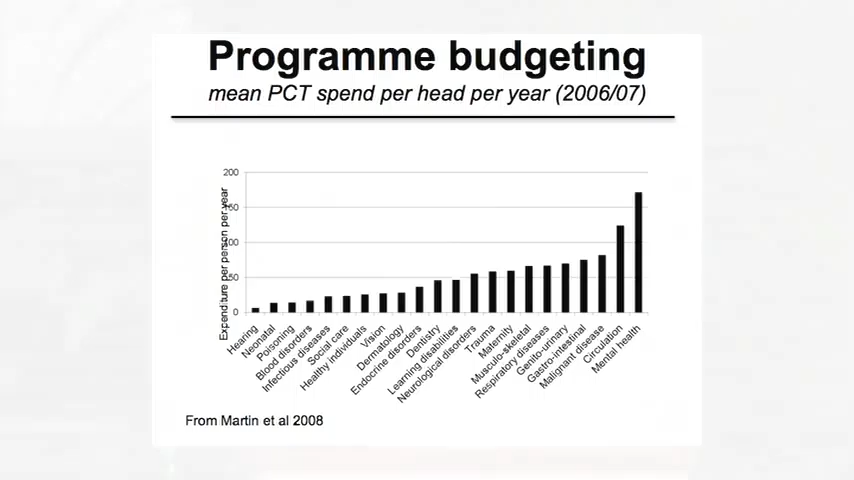 Programme budgeting
mean PCT spend per head per year (2006/07)
Expenditure per person per year
200
150
100
50
0
Hearing
Neonatal
Poisoning
Blood disorders
Infectious diseases
Social care
Healthy individuals
Vision
Dermatology
Endocrine disorders
Dentistry
Learning disabilities
Neurological disorders
Trauma
Maternity
Musculo-skeletal
Respiratory diseases
Genito-urinary
Gastro-intestinal
Malignant disease
Circulation
Mental health
From Martin et al 2008